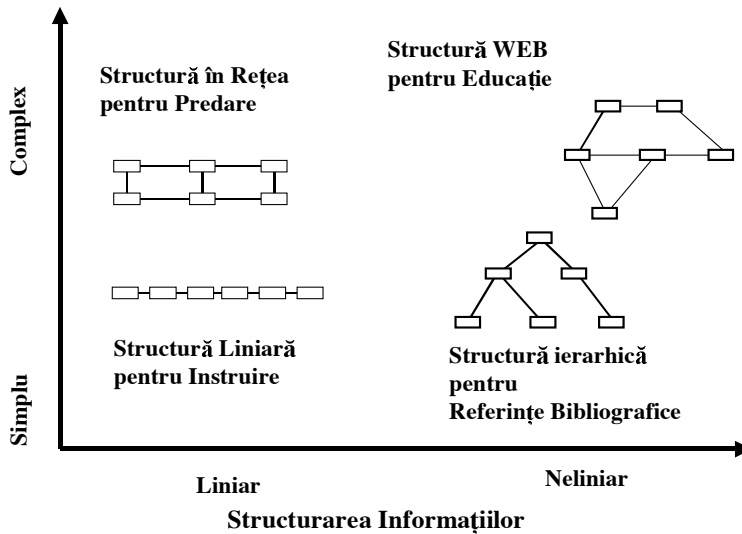 Structură WEB
pentru Educație
Structură în Rețea
pentru Predare
Complex
Structură Liniară
pentru Instruire
Structură ierarhică
pentru
Referințe Bibliografice
Simplu
Liniar
Neliniar
Structurarea Informațiilor